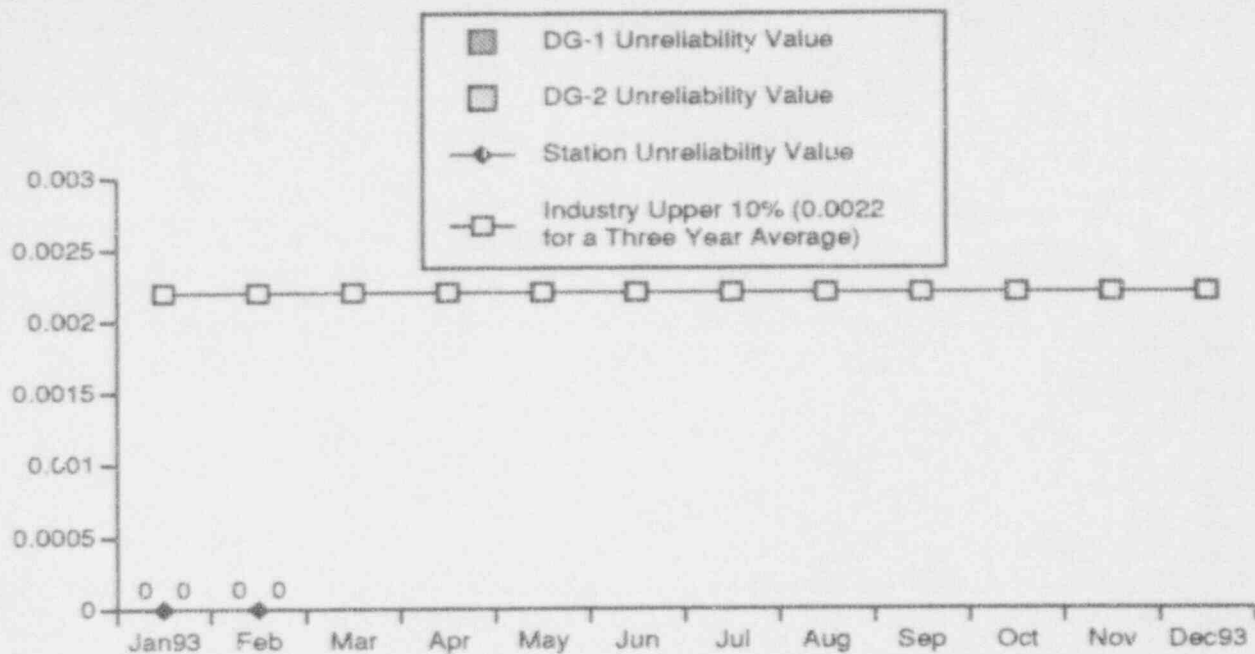 DG-1 Unreliability Value
DG-2 Unreliability Value
Station Unreliability Value
Industry Upper 10% (0.0022
for a Three Year Average)
0.003
0.0025
0.002
0.0015
0.001
0.0005
0 0 0 0
0
Jan93 Feb Mar Apr May Jun Jul Aug Sep Oct Nov Dec93